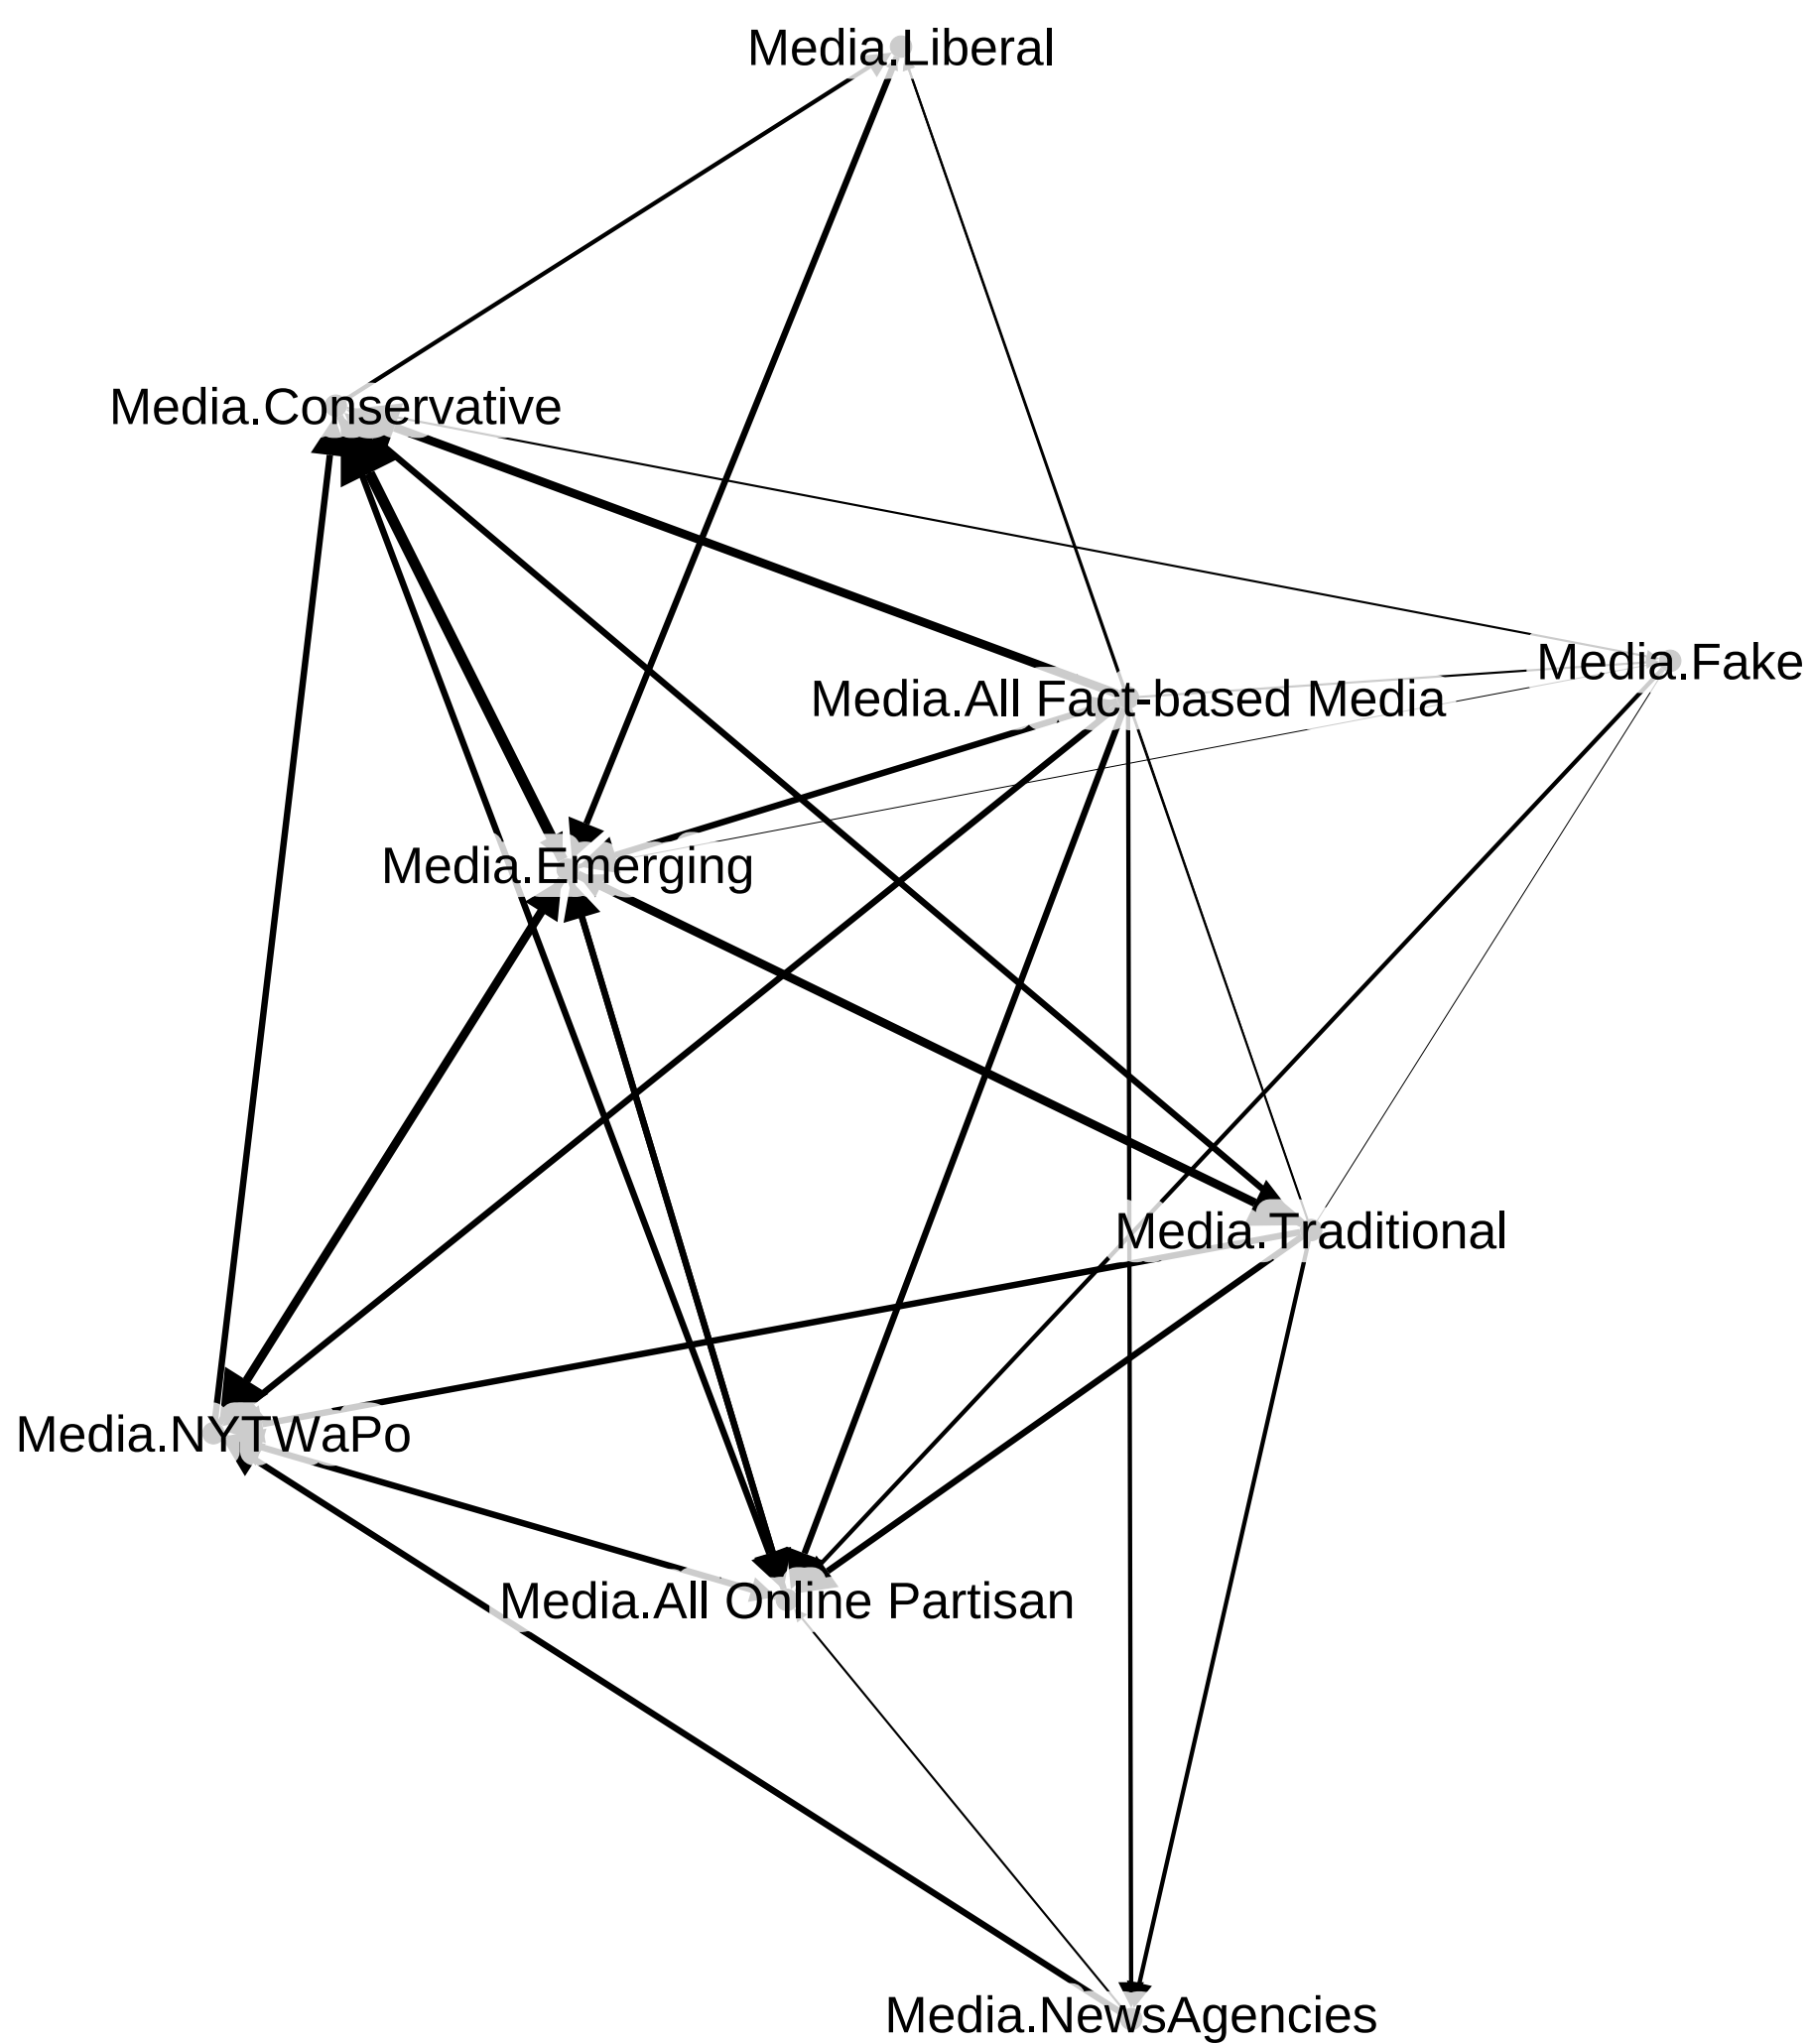 Media.Liberal
Media.Conservative
Media.Fake
Media.All Fact-based Media
Media.Emerging
Media.Traditional
Media.NYTWaPo
Media.All Online Partisan
Media.NewsAgencies